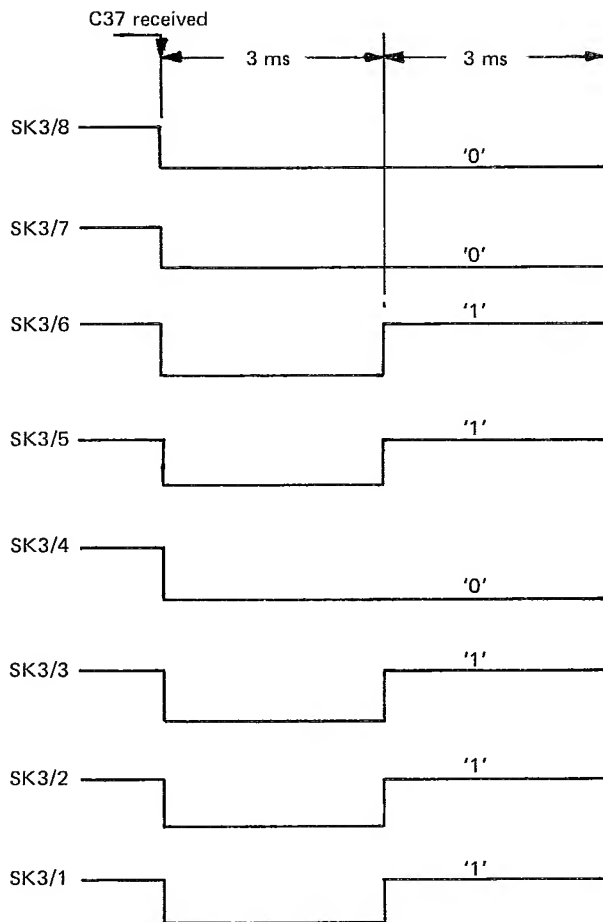 C37 received
3 ms 3 ms
SK3/8
'0'
SK3/7
'0'
SK3/6
'1'
SK3/5
'1'
SK3/4
'0'
SK3/3
'1'
SK3/2
'1'
SK3/1
'1'